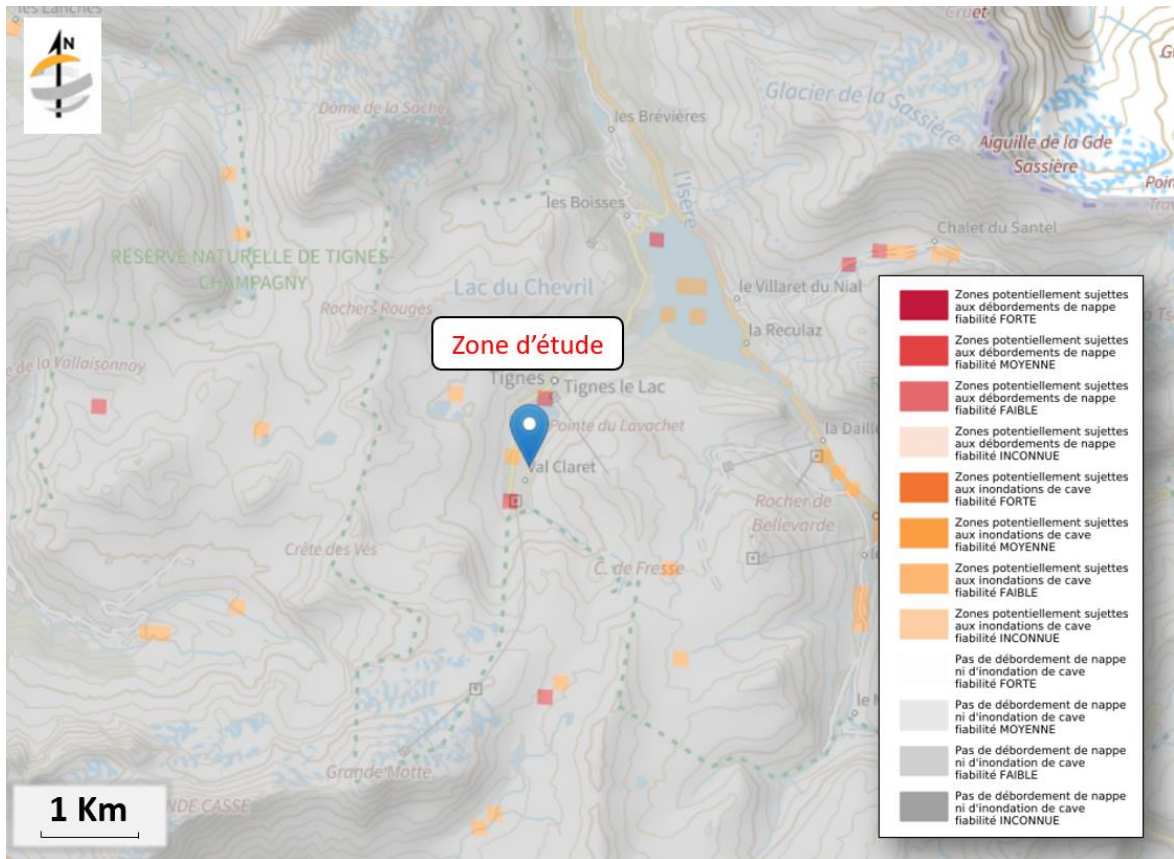 les Lanches
Cruet
N
Glacier de la
Sassière
Dôme de la Sache
les Brévières
Aiguille de la Gde
Sassière
l'Isère
les Boisses
Chalet du Santel
RÉSERVE NATURELLE DE TIGNES-
CHAMPAGNY
Lac du Chevril
le Villaret du Nial
Rochers Rouges
la Reculaz
Zone d'étude
de la Vallaisonnay
Tignes
Tignes le Lac
Pointe du Lavachet
la Daille
Val Claret
Rocher de
Bellevarde
Crête des Vés
C. de Fresse
Grande Motte
NDE CASSE
1 Km
Zones potentiellement sujettes
aux débordements de nappe
fiabilité FORTE
Zones potentiellement sujettes
aux débordements de nappe
fiabilité MOYENNE
Zones potentiellement sujettes
aux débordements de nappe
fiabilité FAIBLE
Zones potentiellement sujettes
aux débordements de nappe
fiabilité INCONNUE
Zones potentiellement sujettes
aux inondations de cave
fiabilité FORTE
Zones potentiellement sujettes
aux inondations de cave
fiabilité MOYENNE
Zones potentiellement sujettes
aux inondations de cave
fiabilité FAIBLE
Zones potentiellement sujettes
aux inondations de cave
fiabilité INCONNUE
Pas de débordement de nappe
ni d'inondation de cave
fiabilité FORTE
Pas de débordement de nappe
ni d'inondation de cave
fiabilité MOYENNE
Pas de débordement de nappe
ni d'inondation de cave
fiabilité FAIBLE
Pas de débordement de nappe
ni d'inondation de cave
fiabilité INCONNUE